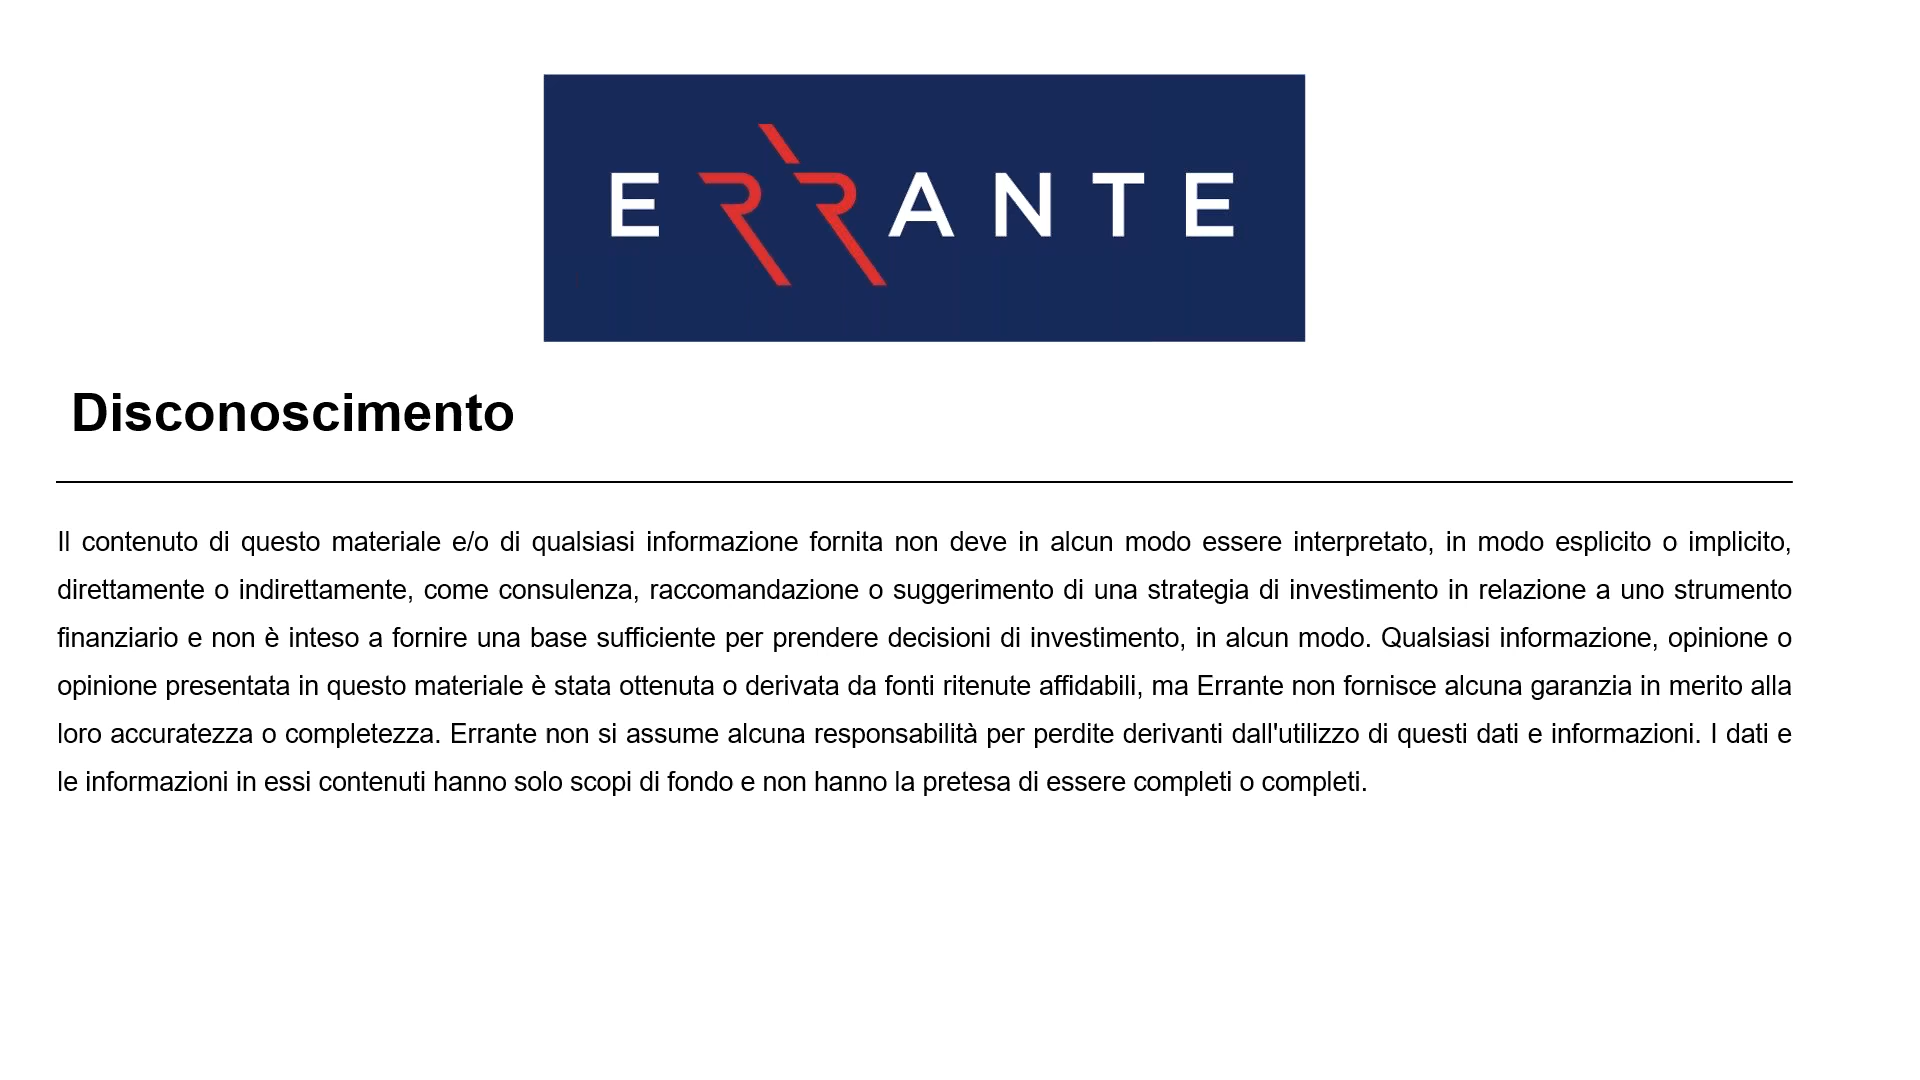 ERRANTE
Disconoscimento
Il contenuto di questo materiale e/o di qualsiasi informazione fornita non deve in alcun modo essere interpretato, in modo esplicito o implicito,
direttamente o indirettamente, come consulenza, raccomandazione o suggerimento di una strategia di investimento in relazione a uno strumento
finanziario e non è inteso a fornire una base sufficiente per prendere decisioni di investimento, in alcun modo. Qualsiasi informazione, opinione o
opinione presentata in questo materiale è stata ottenuta o derivata da fonti ritenute affidabili, ma Errante non fornisce alcuna garanzia in merito alla
loro accuratezza o completezza. Errante non si assume alcuna responsabilità per perdite derivanti dall'utilizzo di questi dati e informazioni. I dati e
le informazioni in essi contenuti hanno solo scopi di fondo e non hanno la pretesa di essere completi o completi.